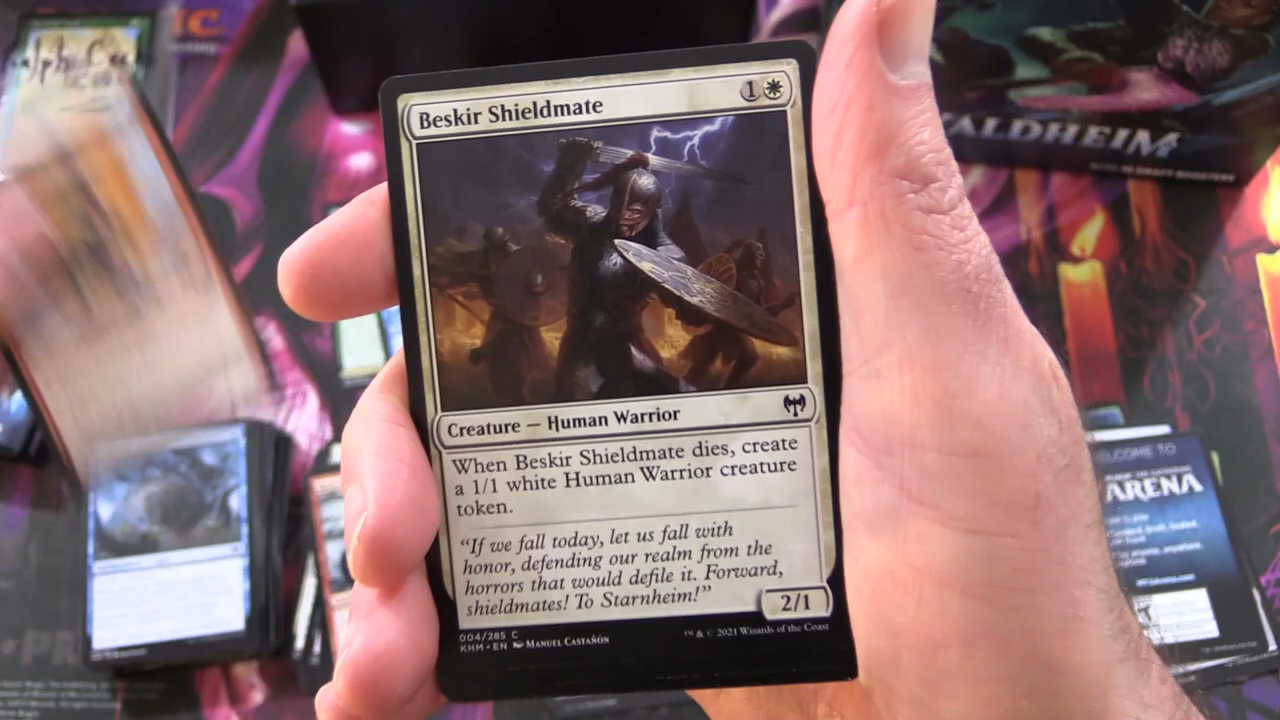 Beskir Shieldmate
1
Creature — Human Warrior
When Beskir Shieldmate dies, create
a 1/1 white Human Warrior creature
token.
“If we fall today, let us fall with
honor, defending our realm from the
horrors that would defile it. Forward,
shieldmates! To Starnheim!”
2/1
004/285 C
KHM • EN MANUEL CASTAÑÓN
™ & © 2021 Wizards of the Coast
ALDHEIM
ARENA